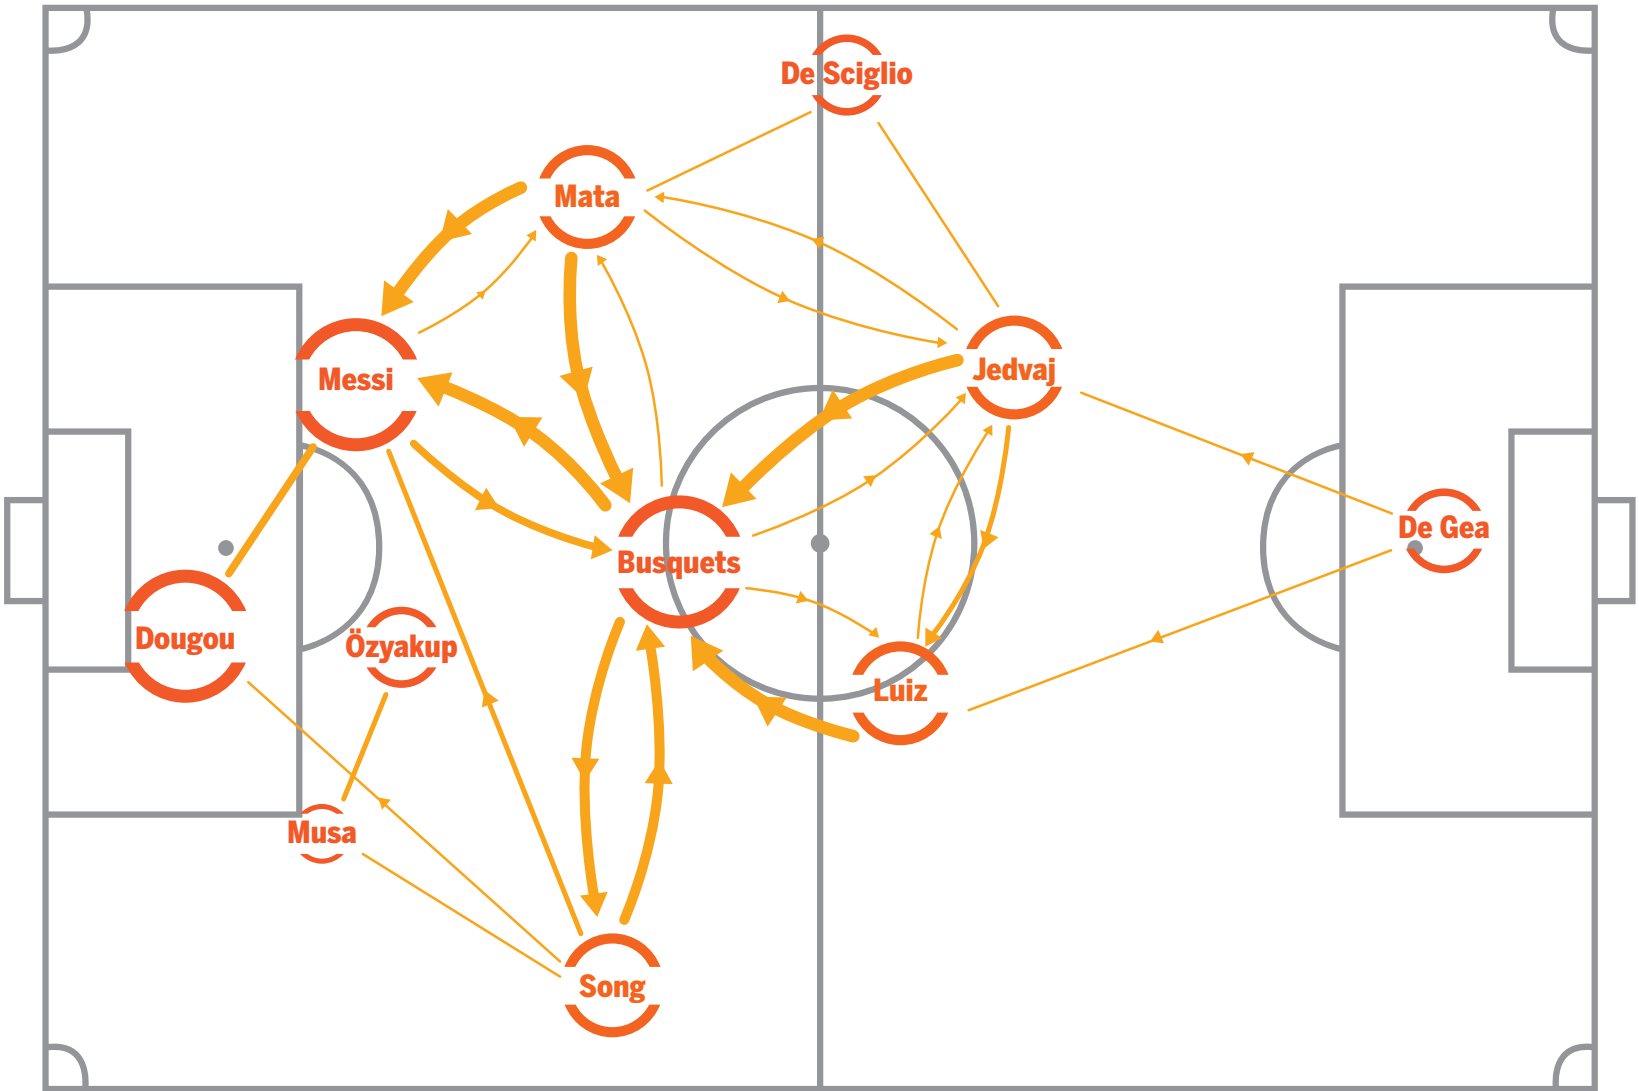 De Sciglio
Mata
Jedvaj
Messi
De Gea
Busquets
Dougou
Özyakup
Luiz
Musa
Song